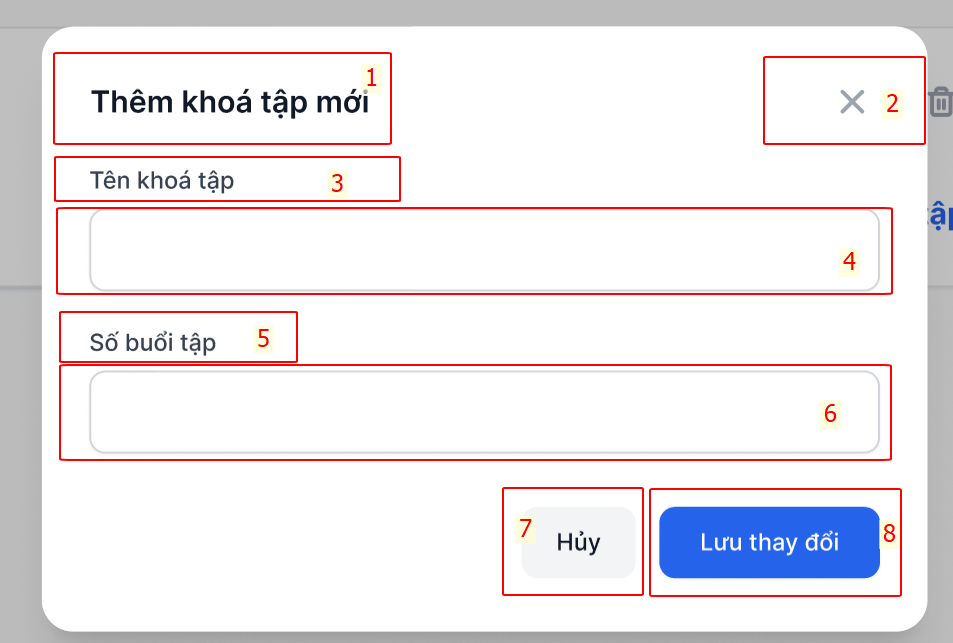 Thêm khoá tập mới 1
2
Tên khoá tập 3
4
Số buổi tập 5
6
7 Hủy
Lưu thay đổi 8